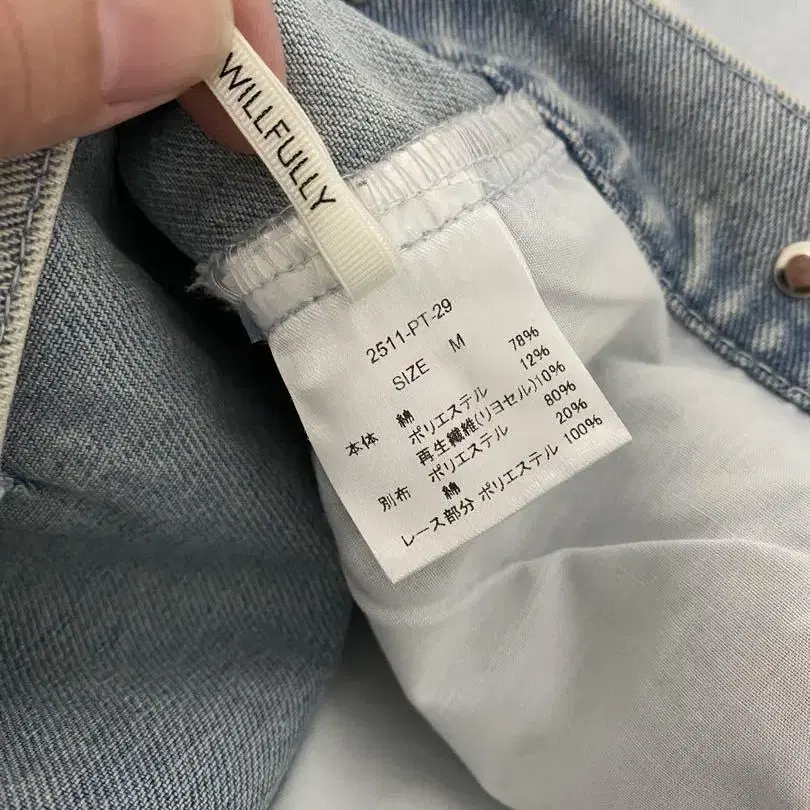 WILLFULLY
2511-PT-29
SIZE M
本体 綿 78%
ポリエステル 12%
再生繊維(リヨセル)10%
別布 ポリエステル 80%
綿 20%
レース部分 ポリエステル 100%